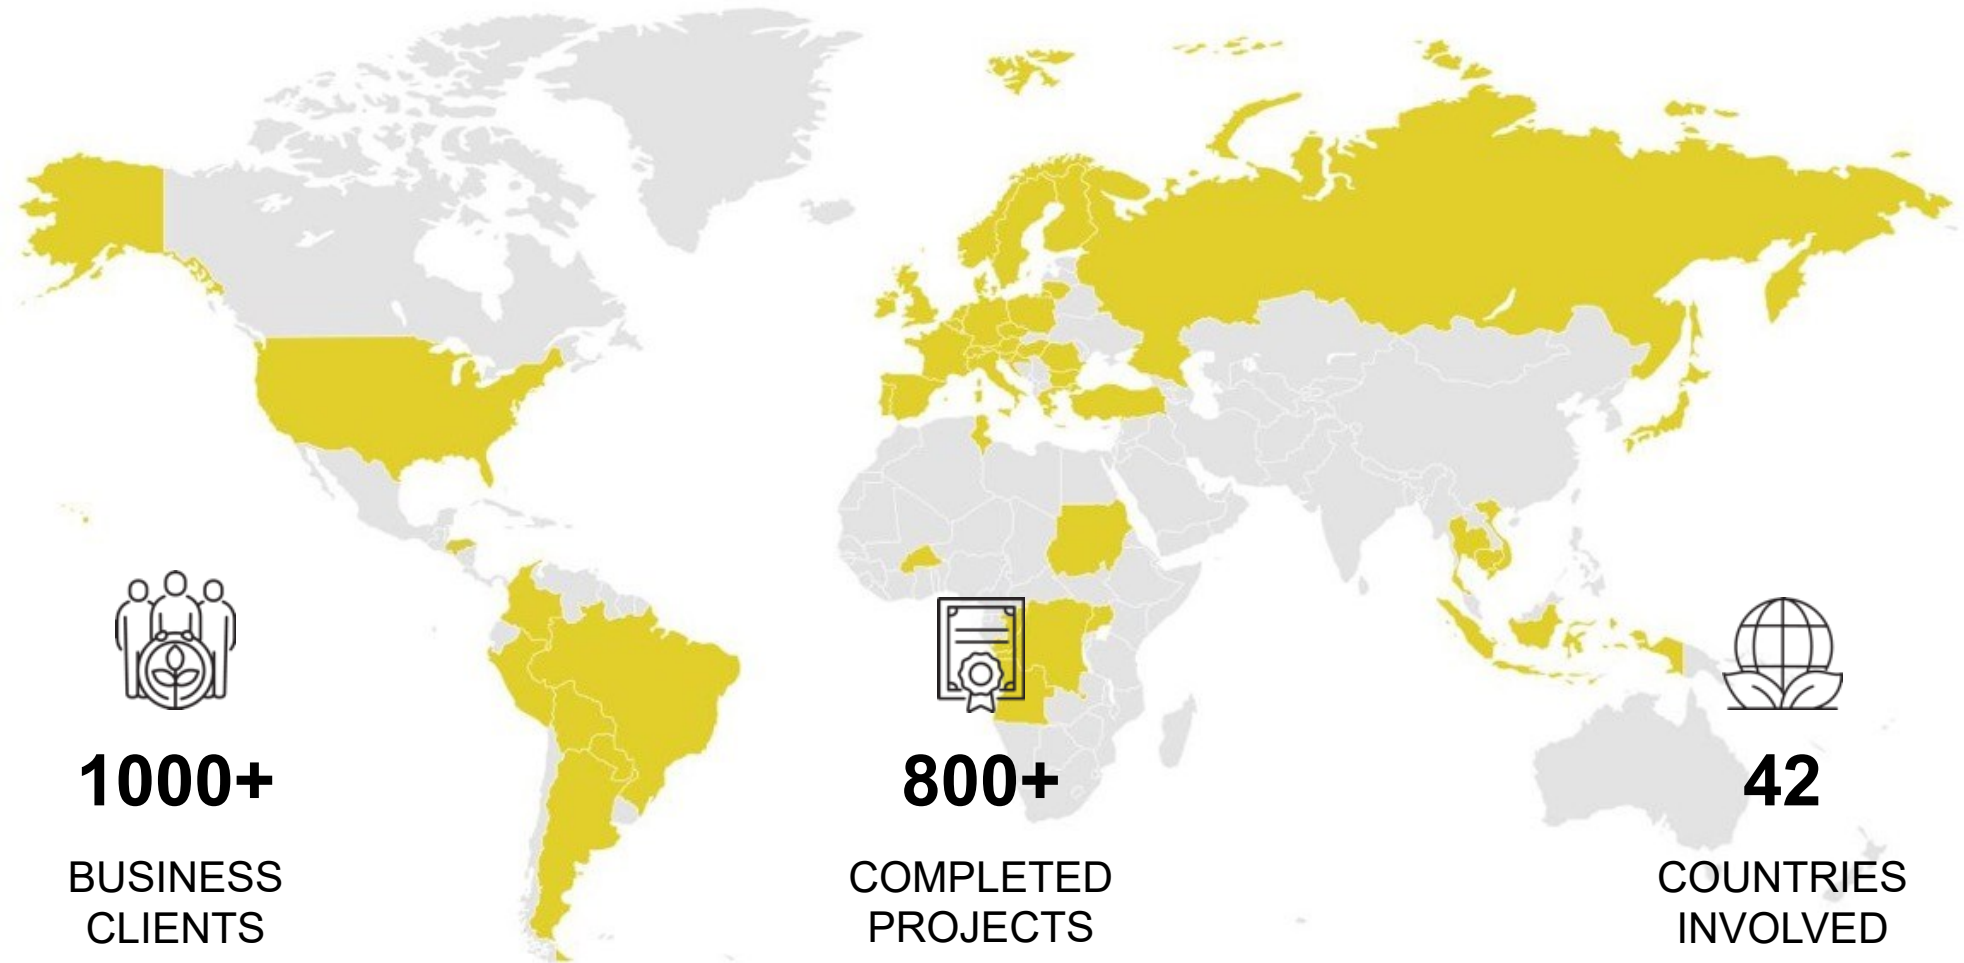 1000+
BUSINESS
CLIENTS
800+
COMPLETED
PROJECTS
42
COUNTRIES
INVOLVED